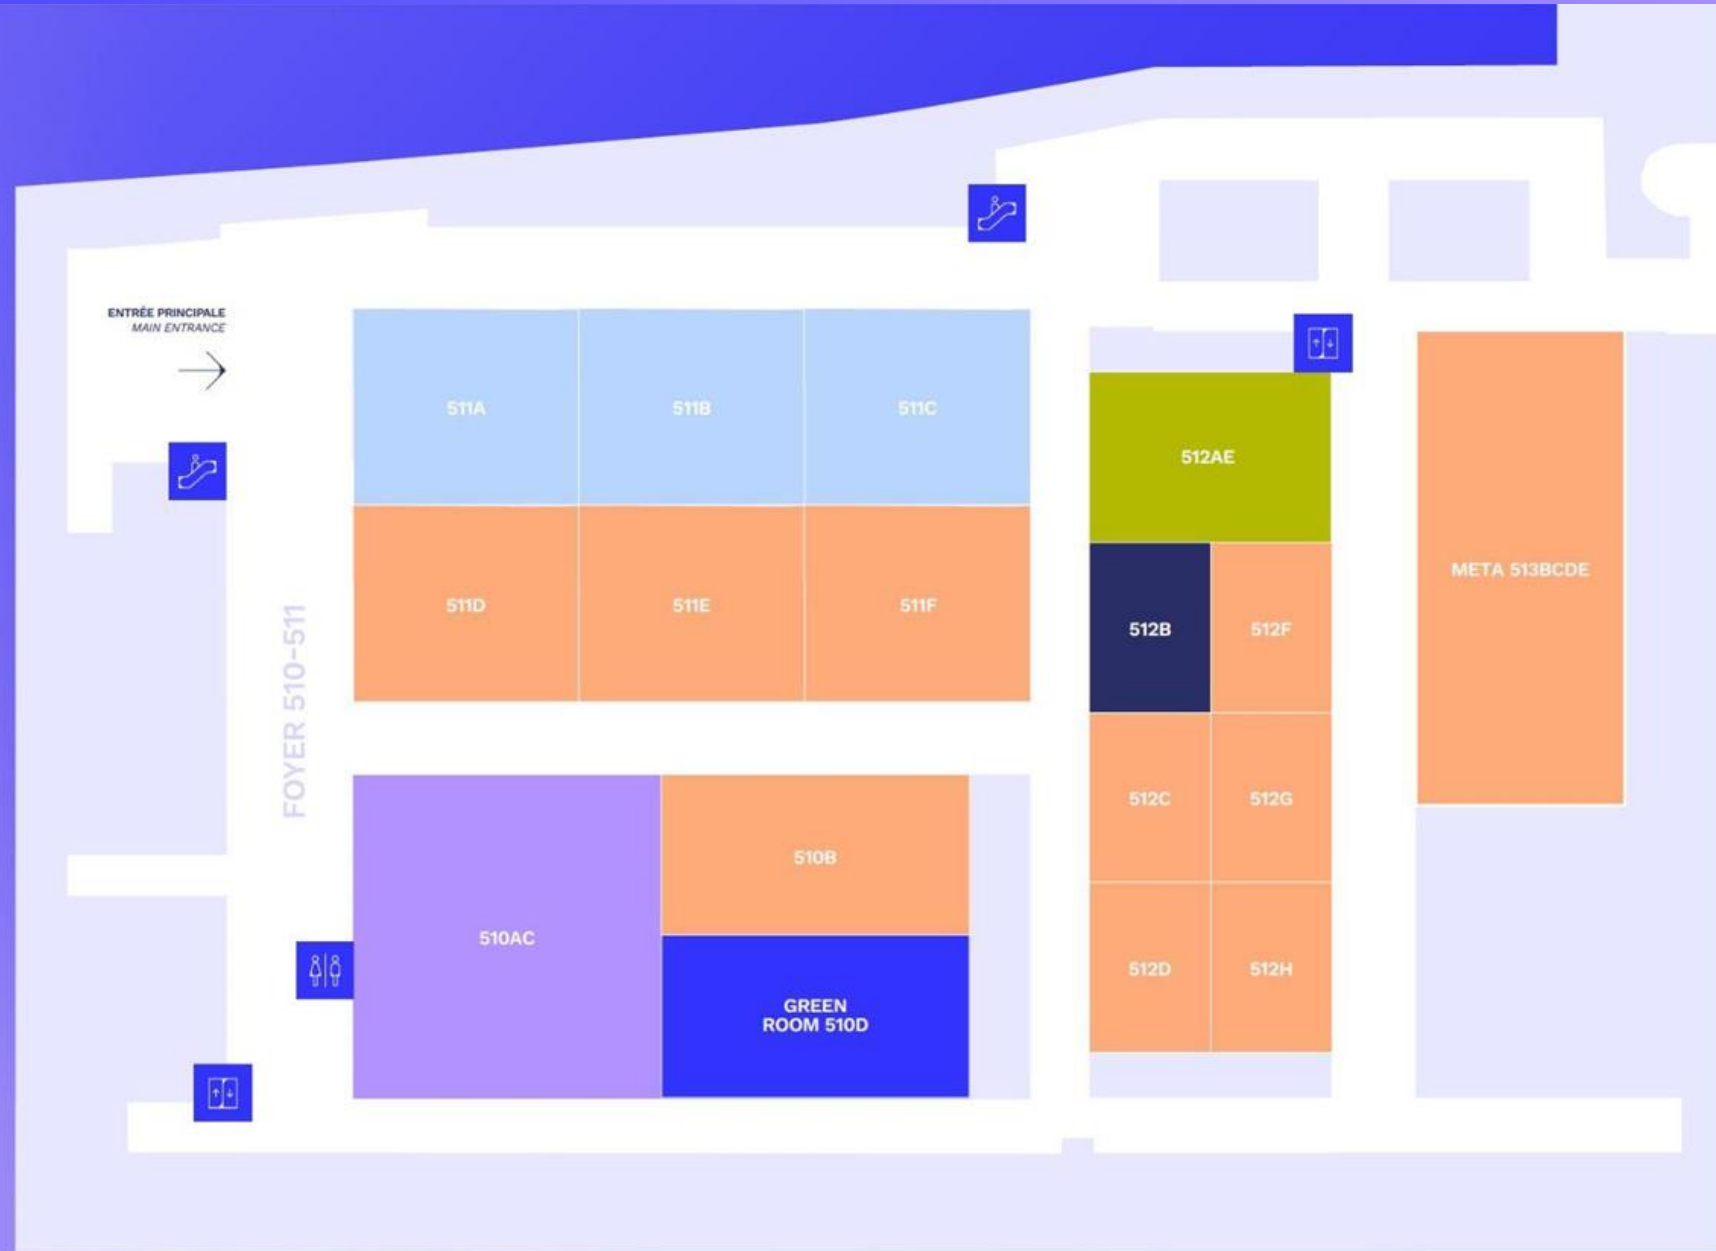 ENTRÉE PRINCIPALE
MAIN ENTRANCE
511A
511B
511C
512AE
511D
511E
511F
512B
512F
META 513BCDE
FOYER 510-511
512C
512G
510B
510AC
512D
512H
GREEN
ROOM 510D